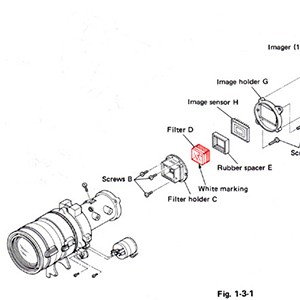 Imager (1
Image holder G
Image sensor H
Filter D
Sc
Rubber spacer E
Screws B
White marking
Filter holder C
Fig. 1-3-1